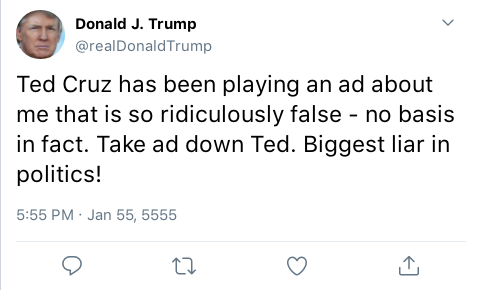 Donald J. Trump
@realDonaldTrump
Ted Cruz has been playing an ad about
me that is so ridiculously false - no basis
in fact. Take ad down Ted. Biggest liar in
politics!
5:55 PM · Jan 55, 5555